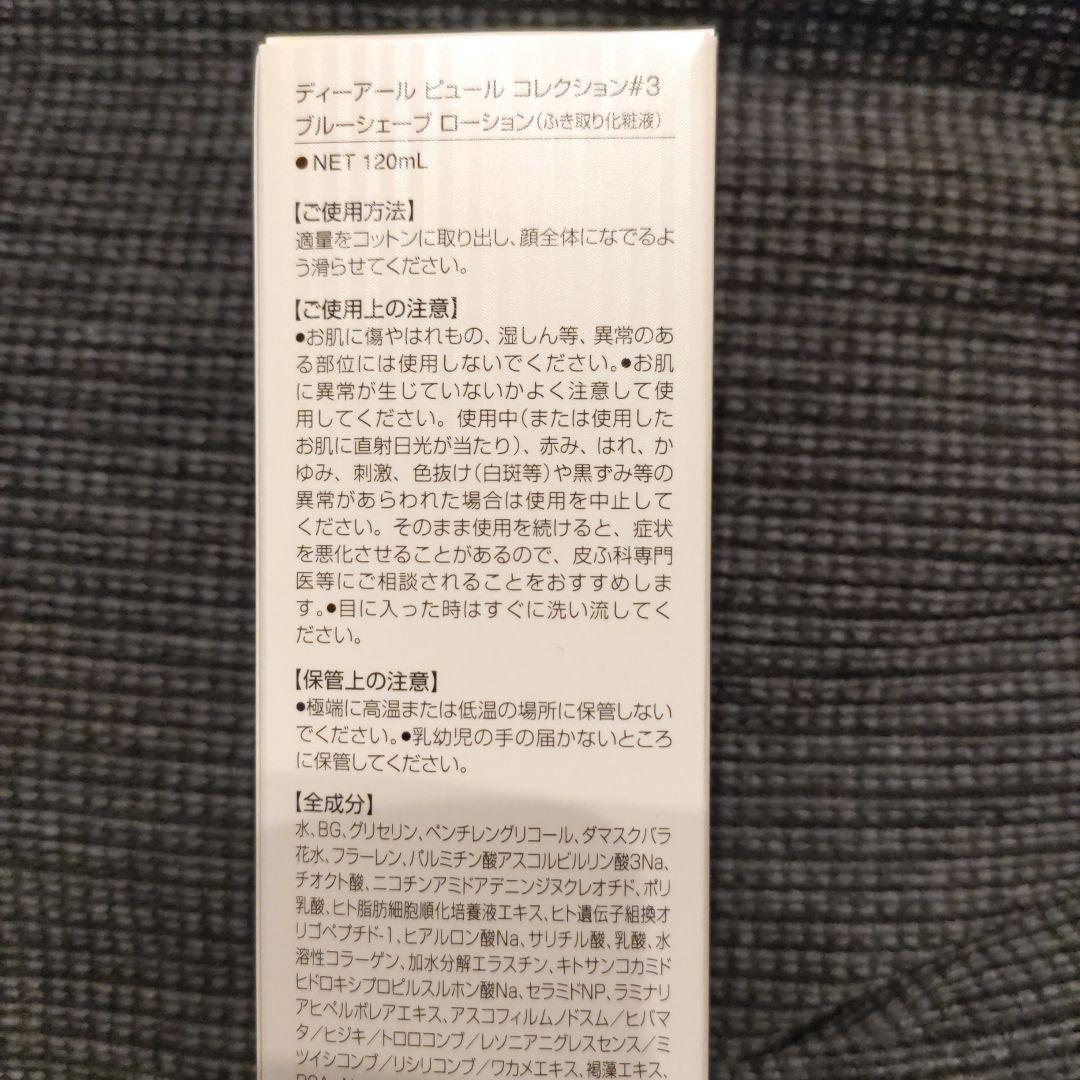 ディーアール ピュール コレクション#3
ブルーシェーブ ローション(ふき取り化粧液)
●NET 120mL
【ご使用方法】
適量をコットンに取り出し、顔全体になでるよ
う滑らせてください。
【ご使用上の注意】
●お肌に傷やはれもの、湿しん等、異常のあ
る部位には使用しないでください。●お肌
に異常が生じていないかよく注意して使
用してください。使用中(または使用した
お肌に直射日光が当たり)、赤み、はれ、か
ゆみ、刺激、色抜け(白斑等)や黒ずみ等の
異常があらわれた場合は使用を中止して
ください。そのまま使用を続けると、症状
を悪化させることがあるので、皮ふ科専門
医等にご相談されることをおすすめしま
す。●目に入った時はすぐに洗い流してく
ださい。
【保管上の注意】
●極端に高温または低温の場所に保管しない
でください。●乳幼児の手の届かないところ
に保管してください。
【全成分】
水、BG、グリセリン、ペンチレングリコール、ダマスクバラ
花水、フラーレン、パルミチン酸アスコルビルリン酸3Na、
チオクト酸、ニコチンアミドアデニンジヌクレオチド、ポリ
乳酸、ヒト脂肪細胞順化培養液エキス、ヒト遺伝子組換オ
リゴペプチド-1、ヒアルロン酸Na、サリチル酸、乳酸、水
溶性コラーゲン、加水分解エラスチン、キトサンコカミド
ヒドロキシプロピルスルホン酸Na、セラミドNP、ラミナリ
アヒペルボレアエキス、アスコフィルムノドスム/ヒバマ
タ/ヒジキ/トロロコンブ/レソニアニグレスセンス/ミ
ツイシコンブ/リシリコンブ/ワカメエキス、褐藻エキス、